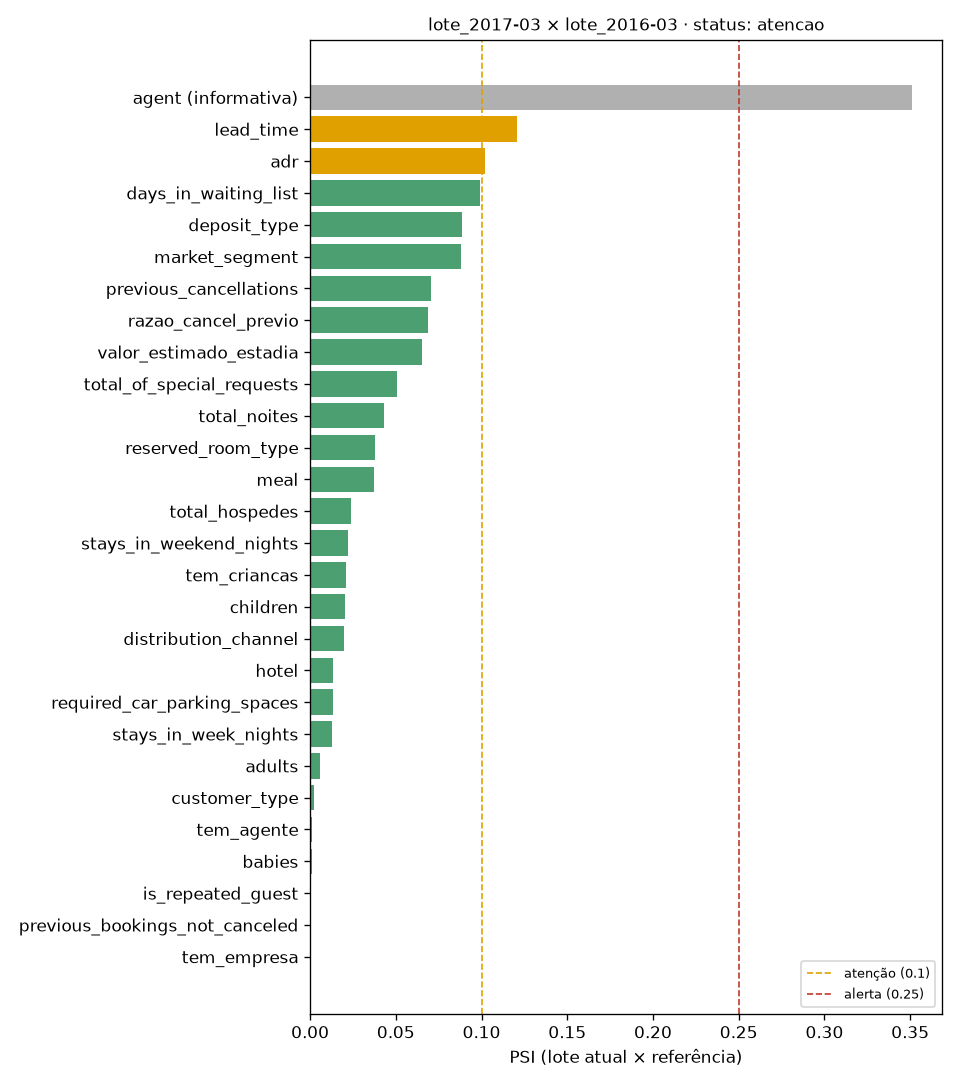 lote_2017-03 × lote_2016-03 · status: atencao
agent (informativa)
lead_time
adr
days_in_waiting_list
deposit_type
market_segment
previous_cancellations
razao_cancel_previo
valor_estimado_estadia
total_of_special_requests
total_noites
reserved_room_type
meal
total_hospedes
stays_in_weekend_nights
tem_criancas
children
distribution_channel
hotel
required_car_parking_spaces
stays_in_week_nights
adults
customer_type
tem_agente
babies
is_repeated_guest
previous_bookings_not_canceled
tem_empresa
atenção (0.1)
alerta (0.25)
0.00 0.05 0.10 0.15 0.20 0.25 0.30 0.35
PSI (lote atual × referência)